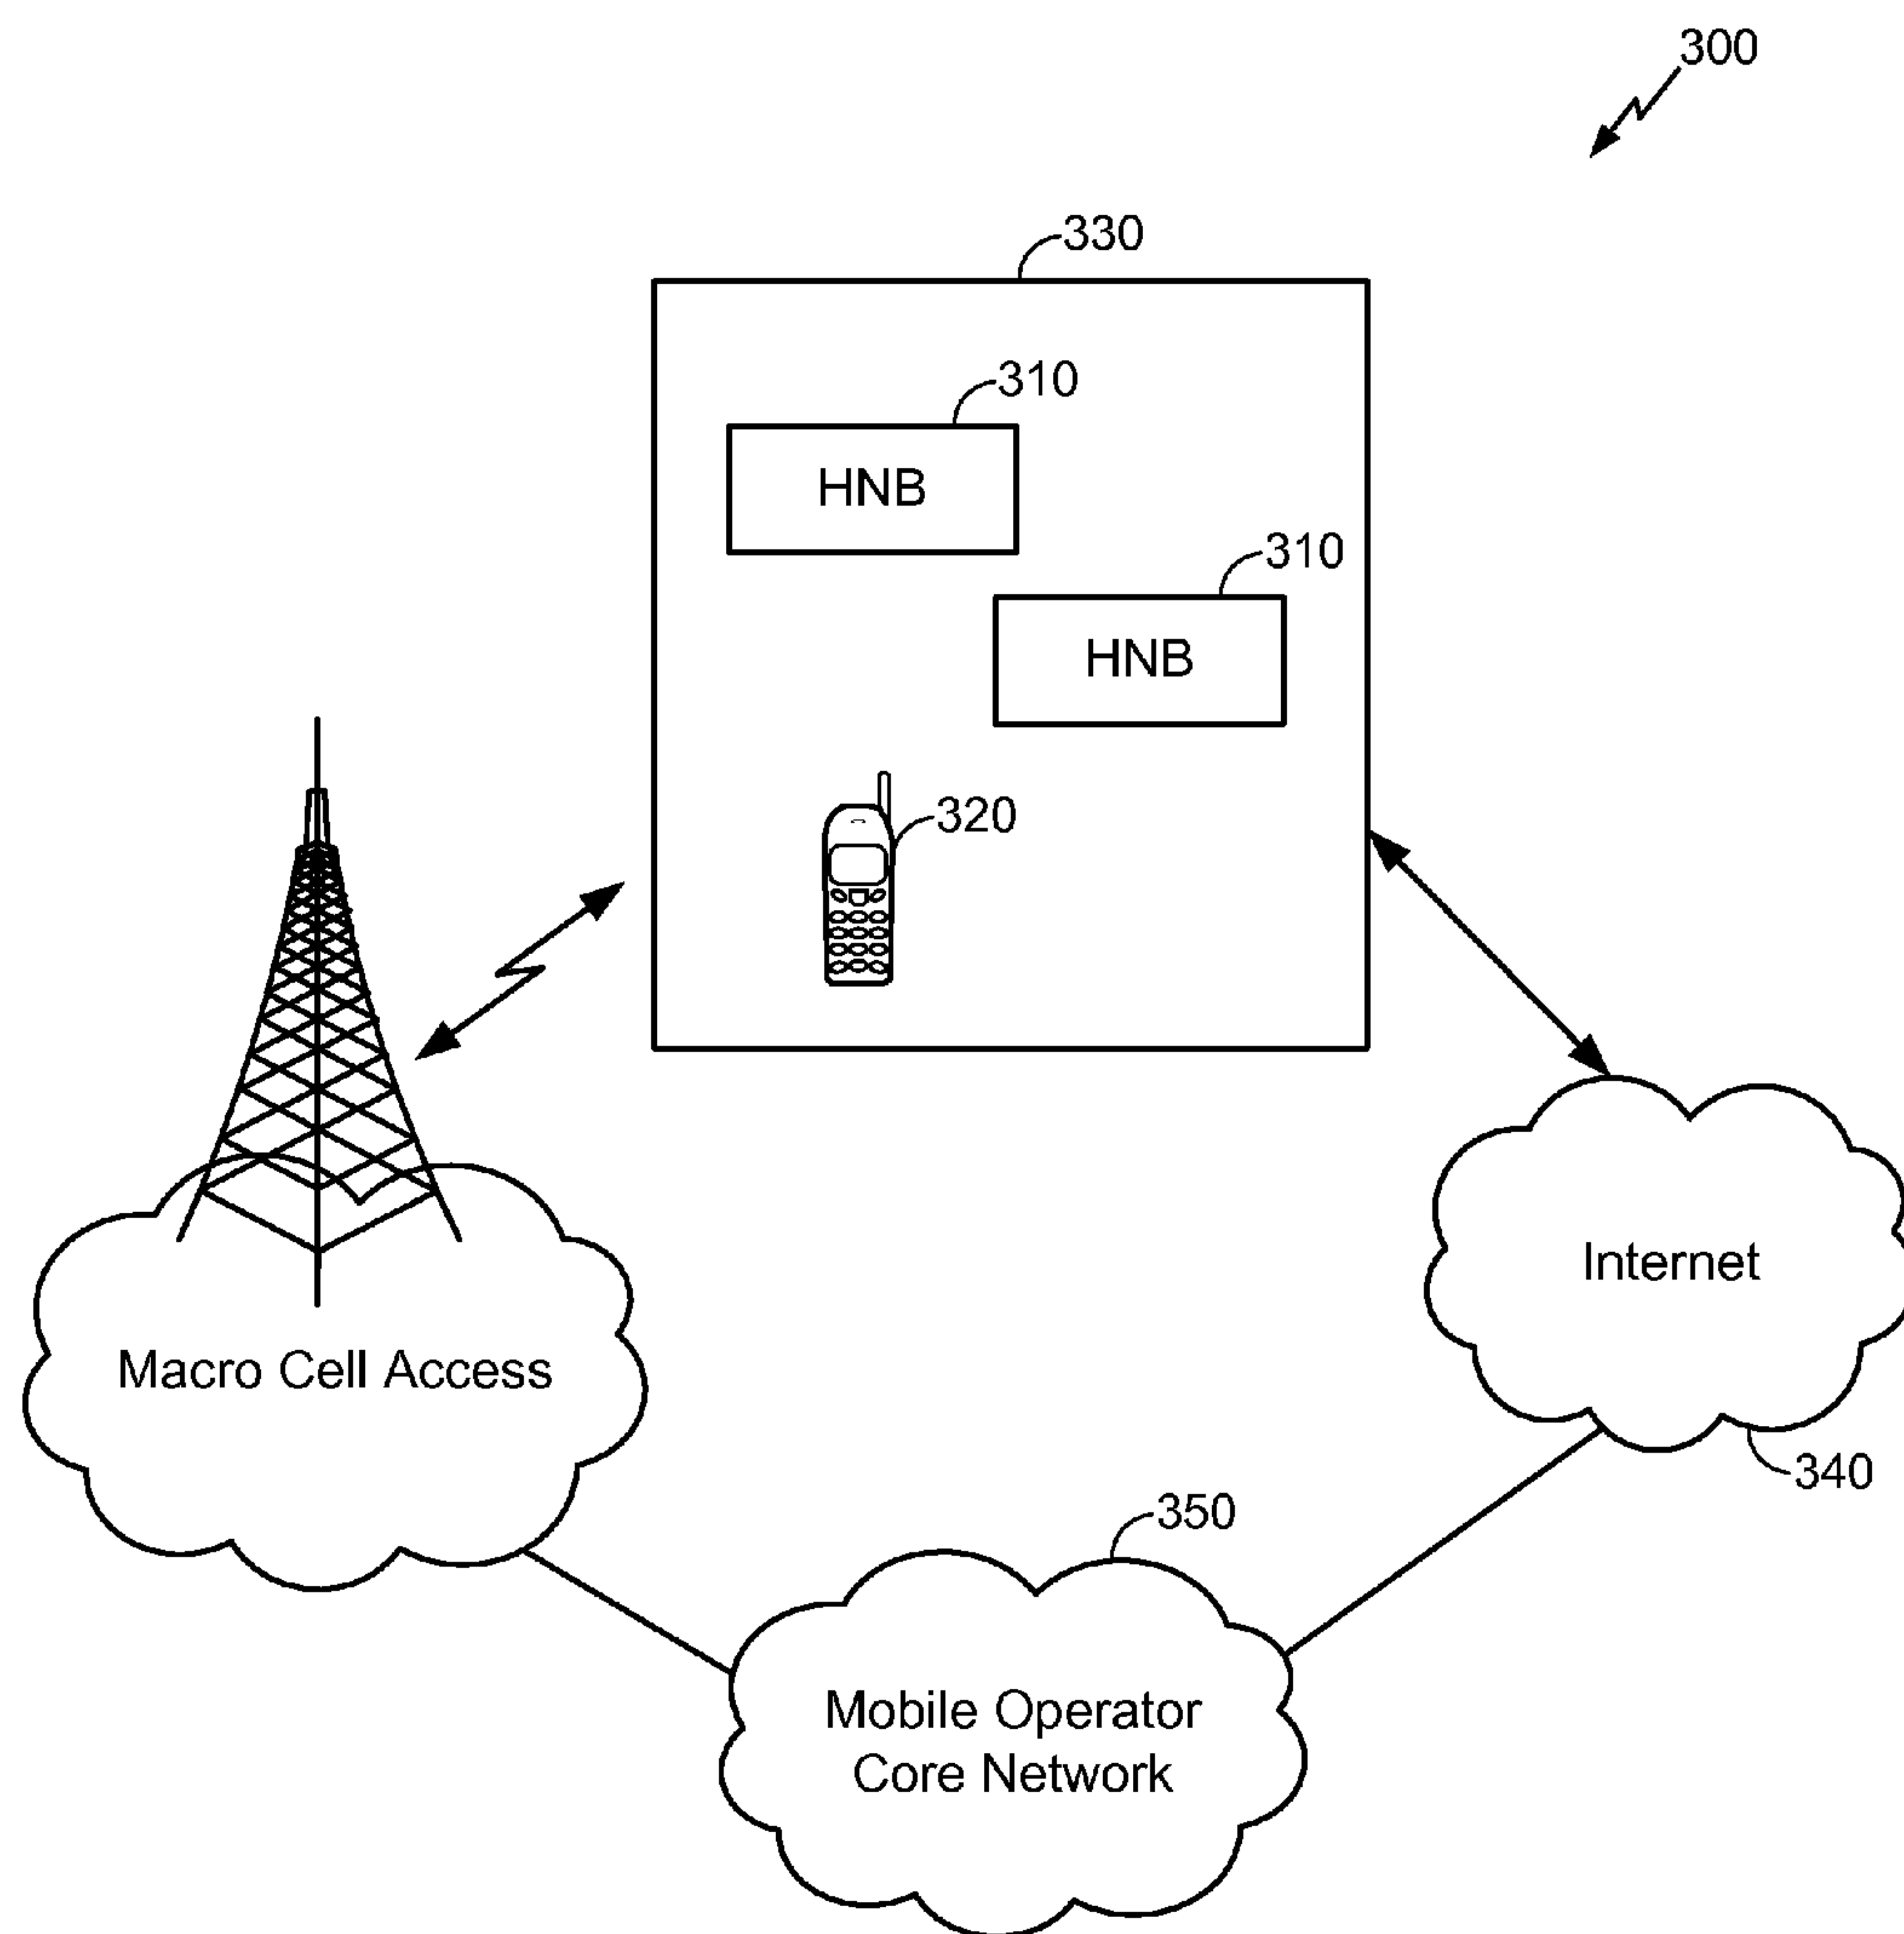 300
330
310
HNB
310
HNB
320
Internet
Macro Cell Access
340
350
Mobile Operator
Core Network